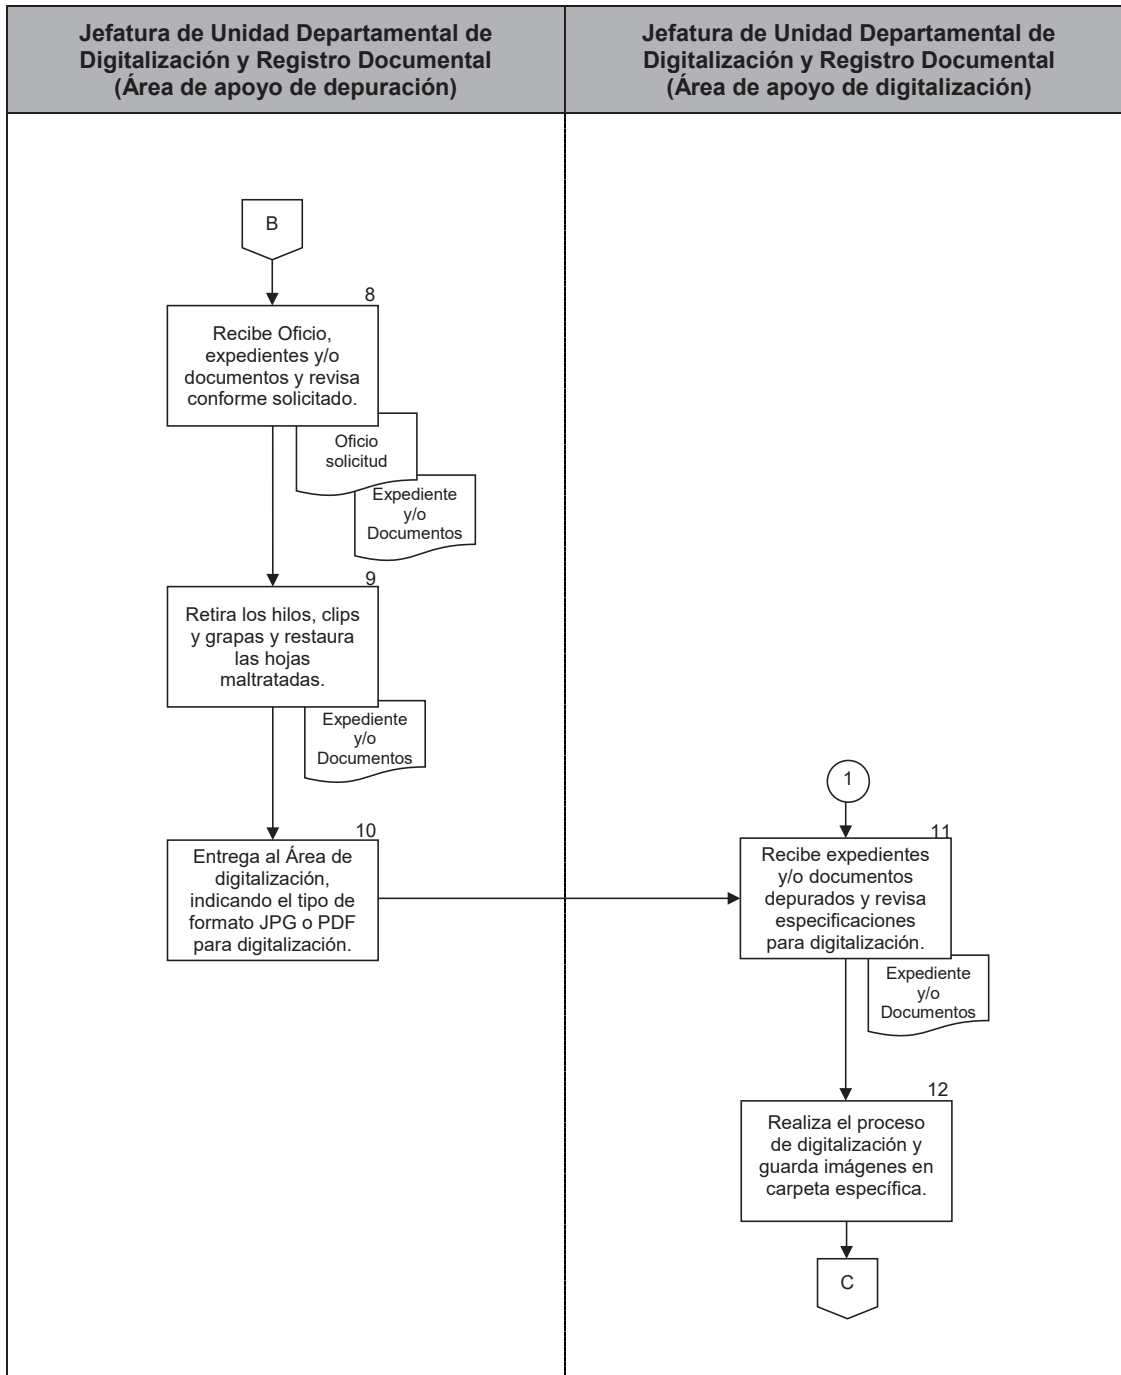 Jefatura de Unidad Departamental de
Digitalización y Registro Documental
(Área de apoyo de depuración)
Jefatura de Unidad Departamental de
Digitalización y Registro Documental
(Área de apoyo de digitalización)
B
8
Recibe Oficio,
expedientes y/o
documentos y revisa
conforme solicitado.
Oficio
solicitud
Expediente
y/o
Documentos
9
Retira los hilos, clips
y grapas y restaura
las hojas
maltratadas.
Expediente
y/o
Documentos
10
Entrega al Área de
digitalización,
indicando el tipo de
formato JPG o PDF
para digitalización.
1
11
Recibe expedientes
y/o documentos
depurados y revisa
especificaciones
para digitalización.
Expediente
y/o
Documentos
12
Realiza el proceso
de digitalización y
guarda imágenes en
carpeta específica.
C